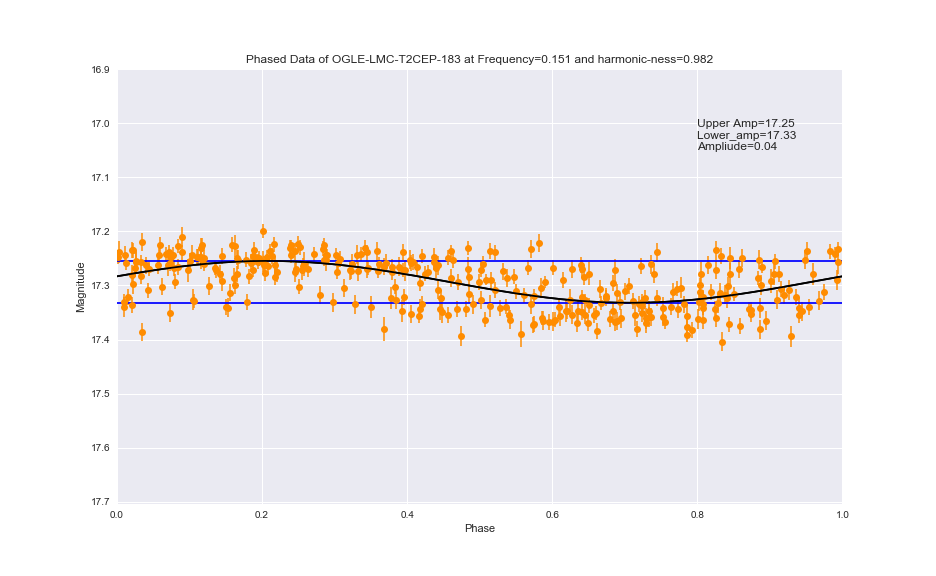 Phased Data of OGLE-LMC-T2CEP-183 at Frequency=0.151 and harmonic-ness=0.982
16.9
17.0
17.1
17.2
17.3
17.4
17.5
17.6
17.7
Magnitude
Upper Amp=17.25
Lower_amp=17.33
Ampliude=0.04
0.0 0.2 0.4 0.6 0.8 1.0
Phase